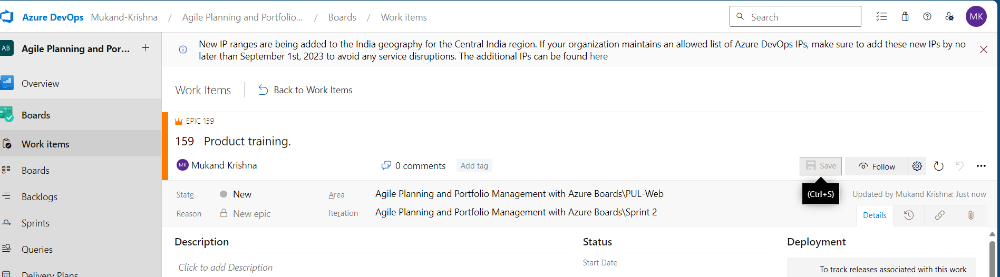 Azure DevOps Mukand-Krishna / Agile Planning and Portfolio... / Boards / Work items Search MK
AB Agile Planning and Por... +
New IP ranges are being added to the India geography for the Central India region. If your organization maintains an allowed list of Azure DevOps IPs, make sure to add these new IPs by no
later than September 1st, 2023 to avoid any service disruptions. The additional IPs can be found here
Overview
Boards
Work items
Boards
Backlogs
Sprints
Queries
Delivery Plans
Work Items Back to Work Items
EPIC 159
159 Product training.
MK Mukand Krishna 0 comments Add tag Save Follow
(Ctrl+S)
State New Area Agile Planning and Portfolio Management with Azure Boards\PUL-Web Updated by Mukand Krishna: Just now
Reason New epic Iteration Agile Planning and Portfolio Management with Azure Boards\Sprint 2
Details
Description Status Deployment
Click to add Description
Start Date
To track releases associated with this work